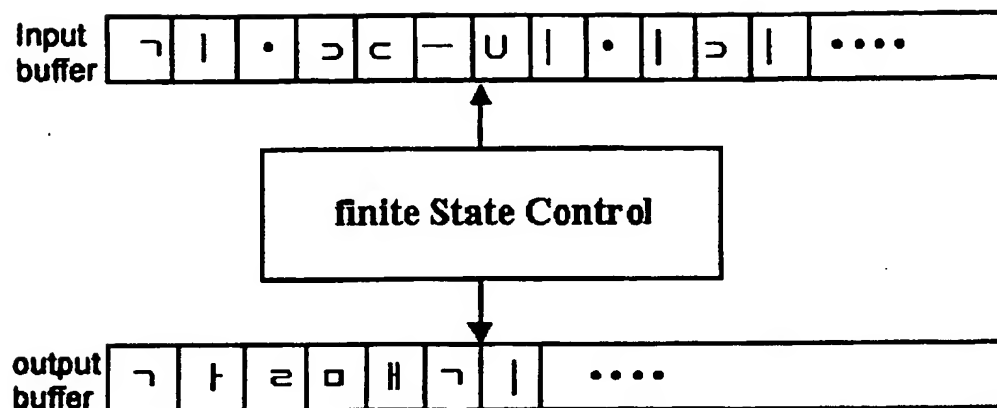 Input buffer ㄱ ㅣ • ⊃ ⊂ ㅡ ∪ ㅣ • ㅣ ⊃ ㅣ ••••
finite State Control
output buffer ㄱ ㅏ ㄹ ㅁ ㅐ ㄱ ㅣ ••••